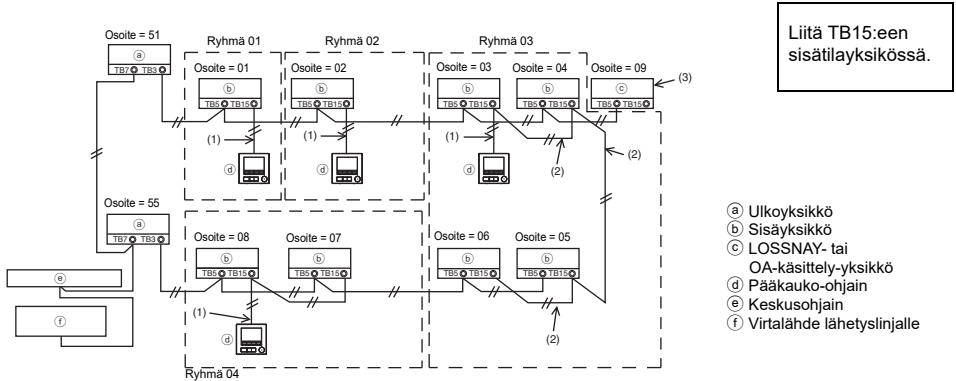 Osoite = 51
ⓐ
TB7 TB3
Ryhmä 01
Ryhmä 02
Ryhmä 03
Osoite = 01
Osoite = 02
Osoite = 03
Osoite = 04
Osoite = 09
ⓑ
ⓑ
ⓑ
ⓑ
ⓒ
(3)
TB5 TB15
TB5 TB15
TB5 TB15
TB5 TB15
TB5 TB15
(1)
(1)
(1)
(2)
(2)
ⓓ
ⓓ
ⓓ
Liitä TB15:een
sisätilayksikössä.
Osoite = 55
ⓐ
TB7 TB3
Osoite = 08
Osoite = 07
Osoite = 06
Osoite = 05
ⓑ
ⓑ
ⓑ
ⓑ
TB5 TB15
TB5 TB15
TB5 TB15
TB5 TB15
ⓔ
ⓕ
(1)
ⓓ
(2)
Ryhmä 04
ⓐ Ulkoyksikkö
ⓑ Sisäyksikkö
ⓒ LOSSNAY- tai
OA-käsittely-yksikkö
ⓓ Pääkauko-ohjain
ⓔ Keskusohjain
ⓕ Virtalähde lähetyslinjalle